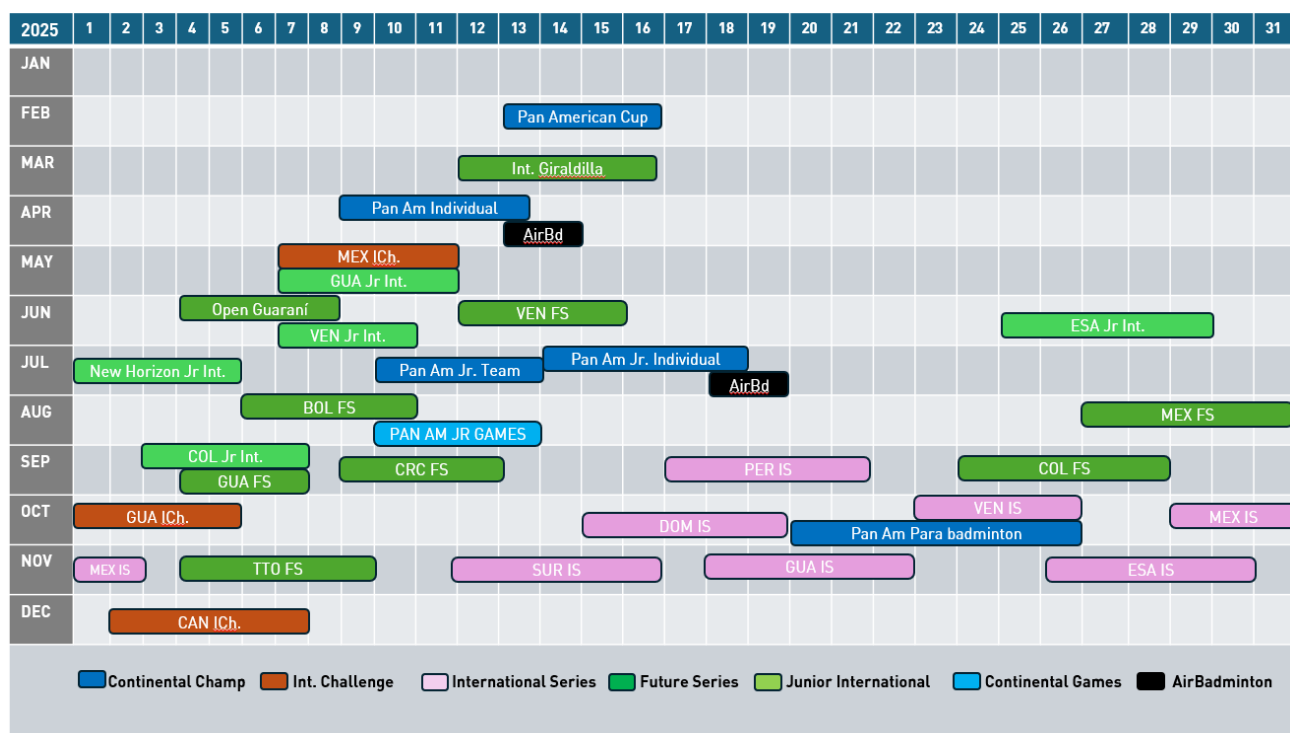 2025 1 2 3 4 5 6 7 8 9 10 11 12 13 14 15 16 17 18 19 20 21 22 23 24 25 26 27 28 29 30 31
JAN
FEB Pan American Cup
MAR Int. Giraldilla
APR Pan Am Individual
AirBd
MAY MEX ICh.
GUA Jr Int.
JUN Open Guaraní VEN FS ESA Jr Int.
VEN Jr Int.
JUL New Horizon Jr Int. Pan Am Jr. Team Pan Am Jr. Individual
AirBd
AUG BOL FS MEX FS
PAN AM JR GAMES
SEP COL Jr Int. CRC FS PER IS COL FS
GUA FS
OCT GUA ICh. DOM IS VEN IS MEX IS
Pan Am Para badminton
NOV MEX IS TTO FS SUR IS GUA IS ESA IS
DEC CAN ICh.
Continental Champ Int. Challenge International Series Future Series Junior International Continental Games AirBadminton